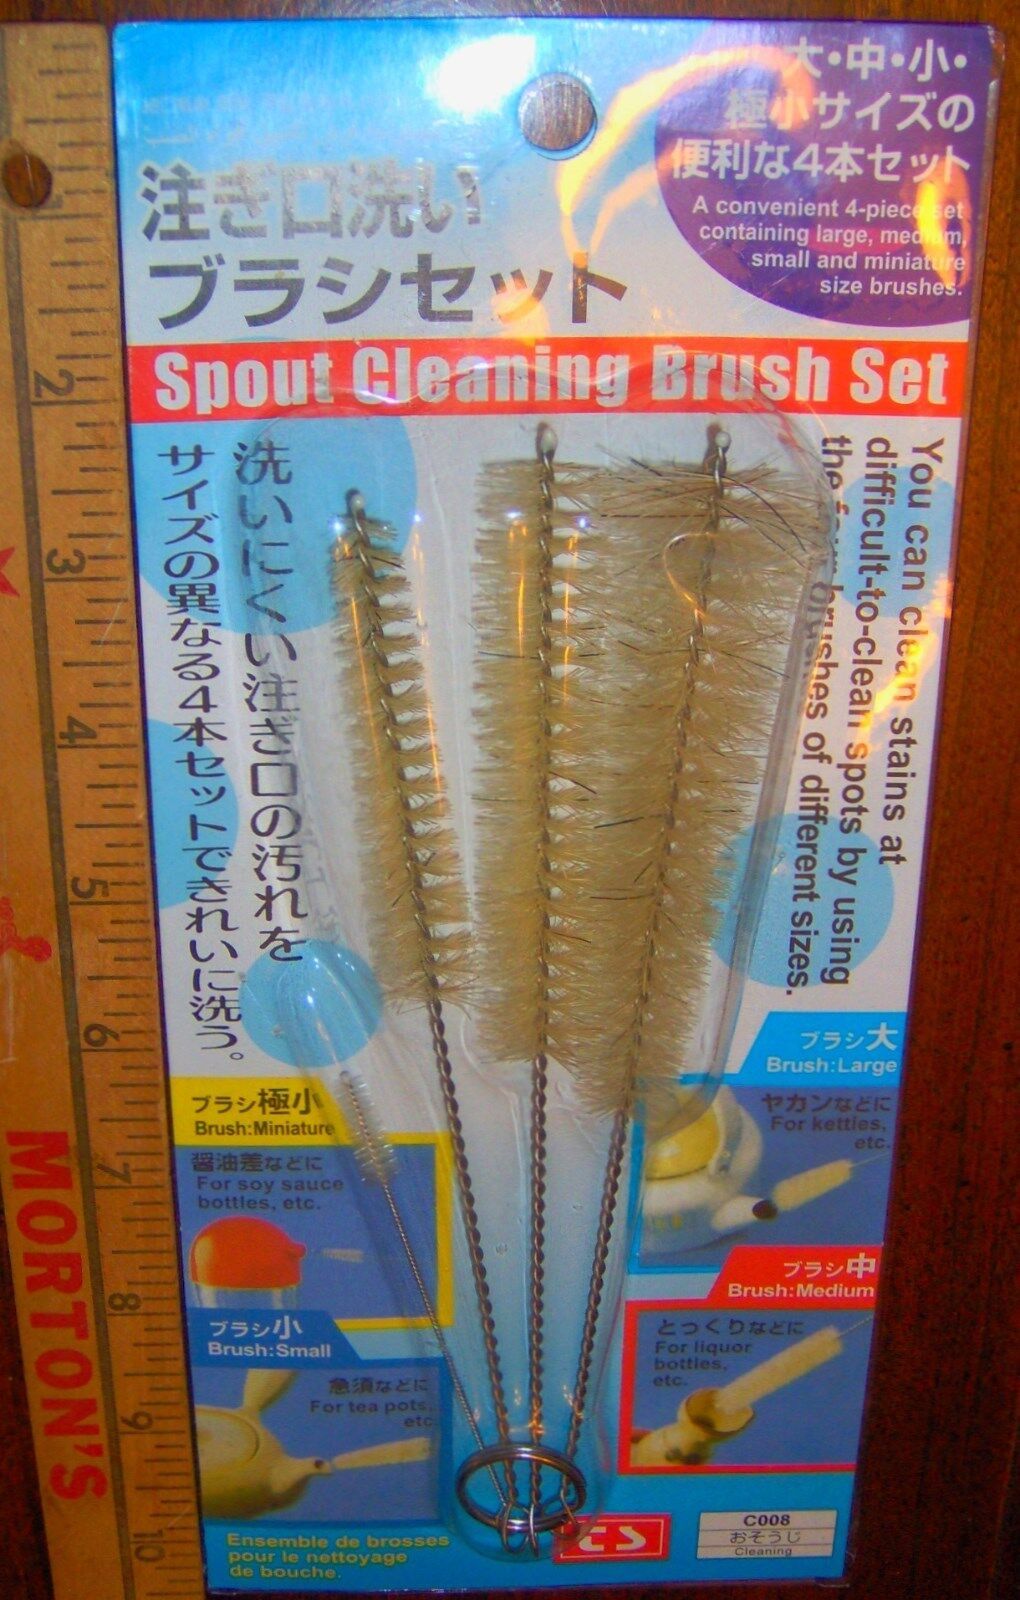 大・中・小・
極小サイズの
便利な4本セット
A convenient 4-piece set
containing large, medium,
small and miniature
size brushes.
注ぎ口洗い
ブラシセット
Spout Cleaning Brush Set
洗いにくい注ぎ口の汚れを
サイズの異なる4本セットできれいに洗う。
You can clean stains at
difficult-to-clean spots by using
the four brushes of different sizes.
ブラシ大
Brush:Large
ヤカンなどに
For kettles,
etc.
ブラシ極小
Brush:Miniature
醤油差などに
For soy sauce
bottles, etc.
ブラシ中
Brush:Medium
とっくりなどに
For liquor
bottles,
etc.
ブラシ小
Brush:Small
急須などに
For tea pots,
etc.
Ensemble de brosses
pour le nettoyage
de bouche.
C008
おそうじ
Cleaning
2
3
4
5
6
7
8
9
10
MORTON'S